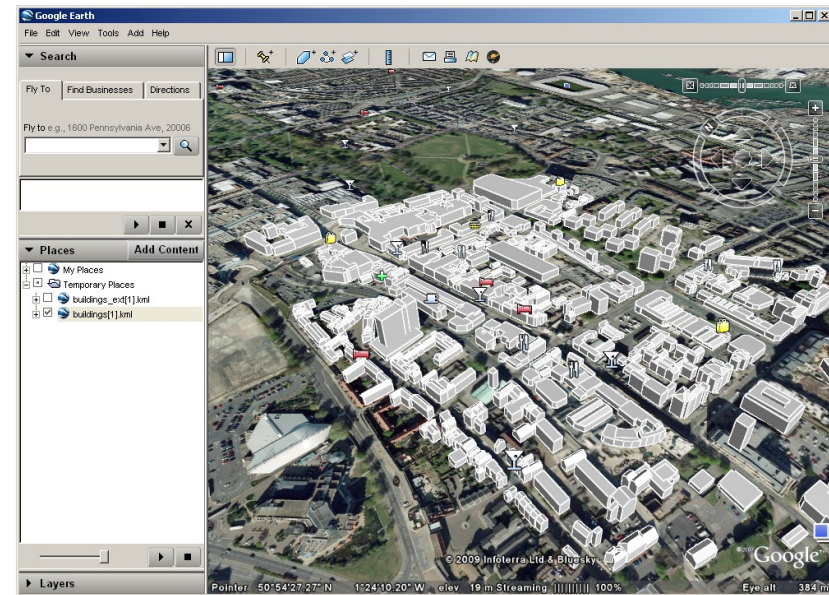 Google Earth
File Edit View Tools Add Help
Search
Fly To Find Businesses Directions
Fly to e.g., 1600 Pennsylvania Ave, 20006
Places Add Content
My Places
Temporary Places
buildings_ext[1].kml
buildings[1].kml
Layers
© 2009 Infoterra Ltd & Bluesky
©2007 Google™
Pointer 50°54'27.27" N 1°24'10.20" W elev 19 m Streaming 100% Eye alt 384 m